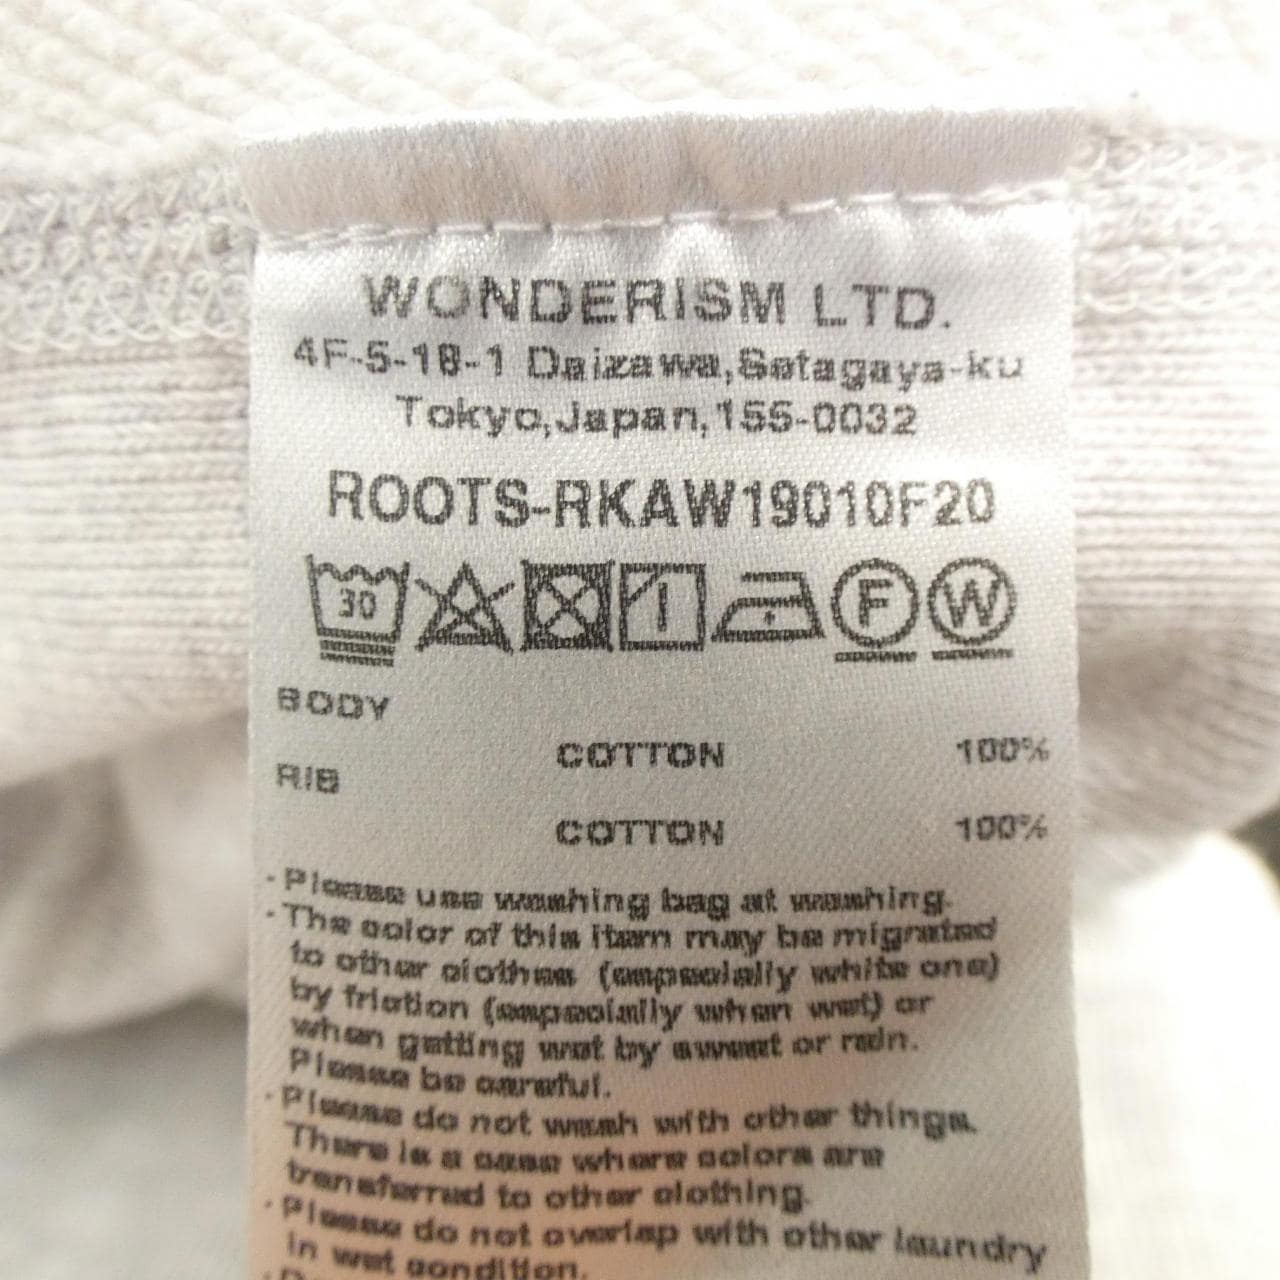 WONDERISM LTD.
4F-5-18-1 Daizawa,Setagaya-ku
Tokyo,Japan,155-0032
ROOTS-RKAW19010F20
30
F W
BODY
COTTON 100%
RIB
COTTON 100%
· Please use washing bag at washing.
· The color of this item may be migrated
to other clothes (empecially white one)
by friction (empecially when wet) or
when getting wet by sweat or rain.
Please be careful.
· Please do not wash with other things.
There is a case where colors are
transferred to other clothing.
· Please do not overlap with other laundry
in wet condition.